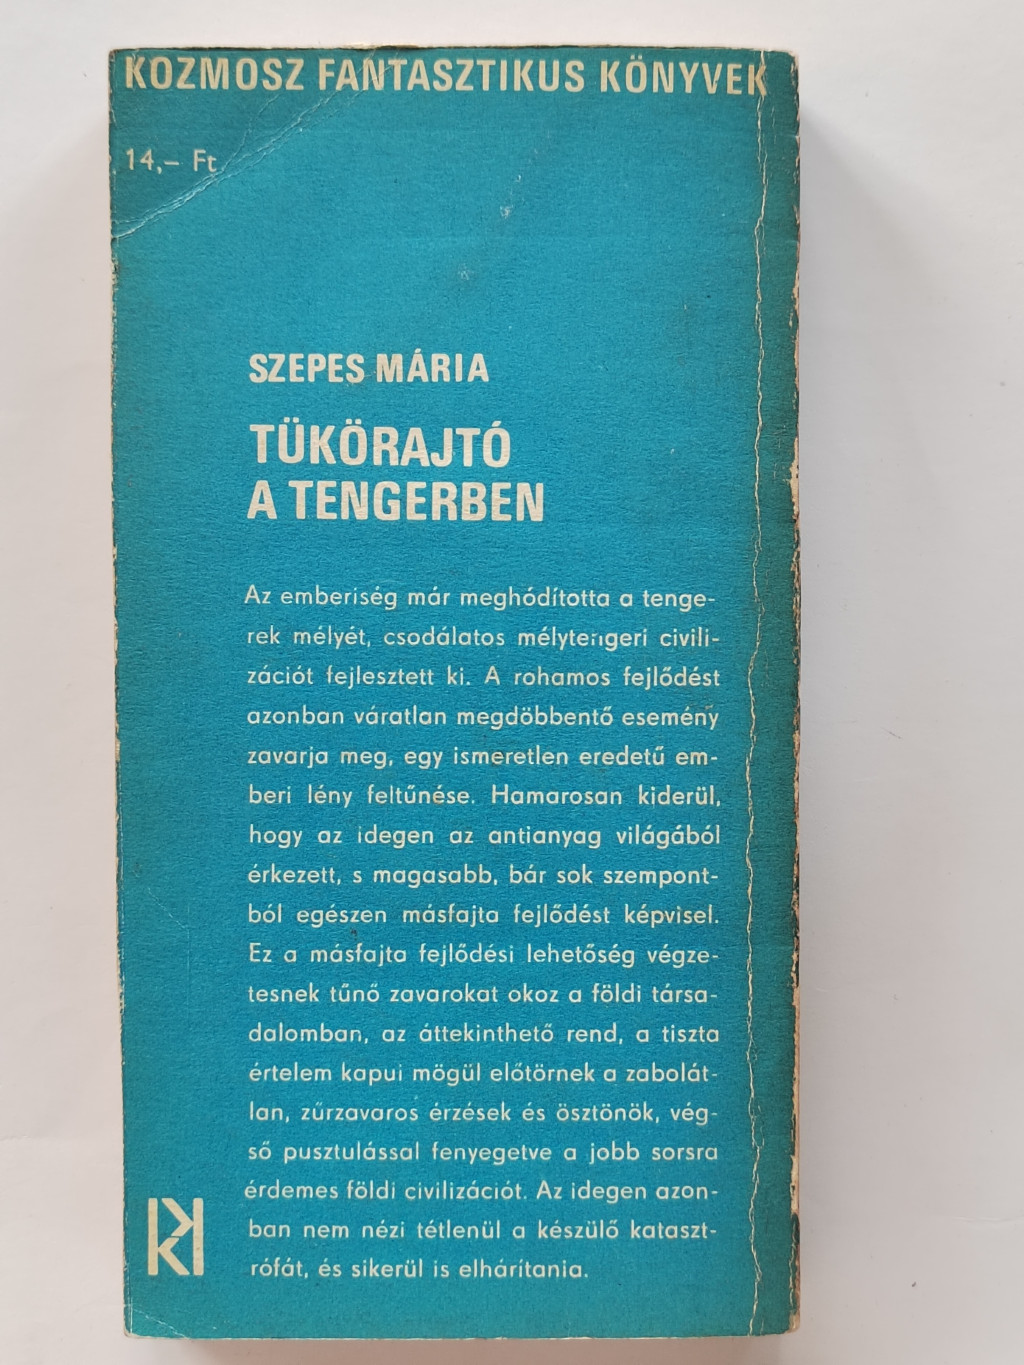 KOZMOSZ FANTASZTIKUS KÖNYVEK
14,– Ft
SZEPES MÁRIA
TÜKÖRAJTÓ
A TENGERBEN
Az emberiség már meghódította a tenge-
rek mélyét, csodálatos mélytengeri civili-
zációt fejlesztett ki. A rohamos fejlődést
azonban váratlan megdöbbentő esemény
zavarja meg, egy ismeretlen eredetű em-
beri lény feltűnése. Hamarosan kiderül,
hogy az idegen az antianyag világából
érkezett, s magasabb, bár sok szempont-
ból egészen másfajta fejlődést képvisel.
Ez a másfajta fejlődési lehetőség végze-
tesnek tűnő zavarokat okoz a földi társa-
dalomban, az áttekinthető rend, a tiszta
értelem kapui mögül előtörnek a zabolát-
lan, zűrzavaros érzések és ösztönök, vég-
ső pusztulással fenyegetve a jobb sorsra
érdemes földi civilizációt. Az idegen azon-
ban nem nézi tétlenül a készülő kataszt-
rófát, és sikerül is elhárítania.